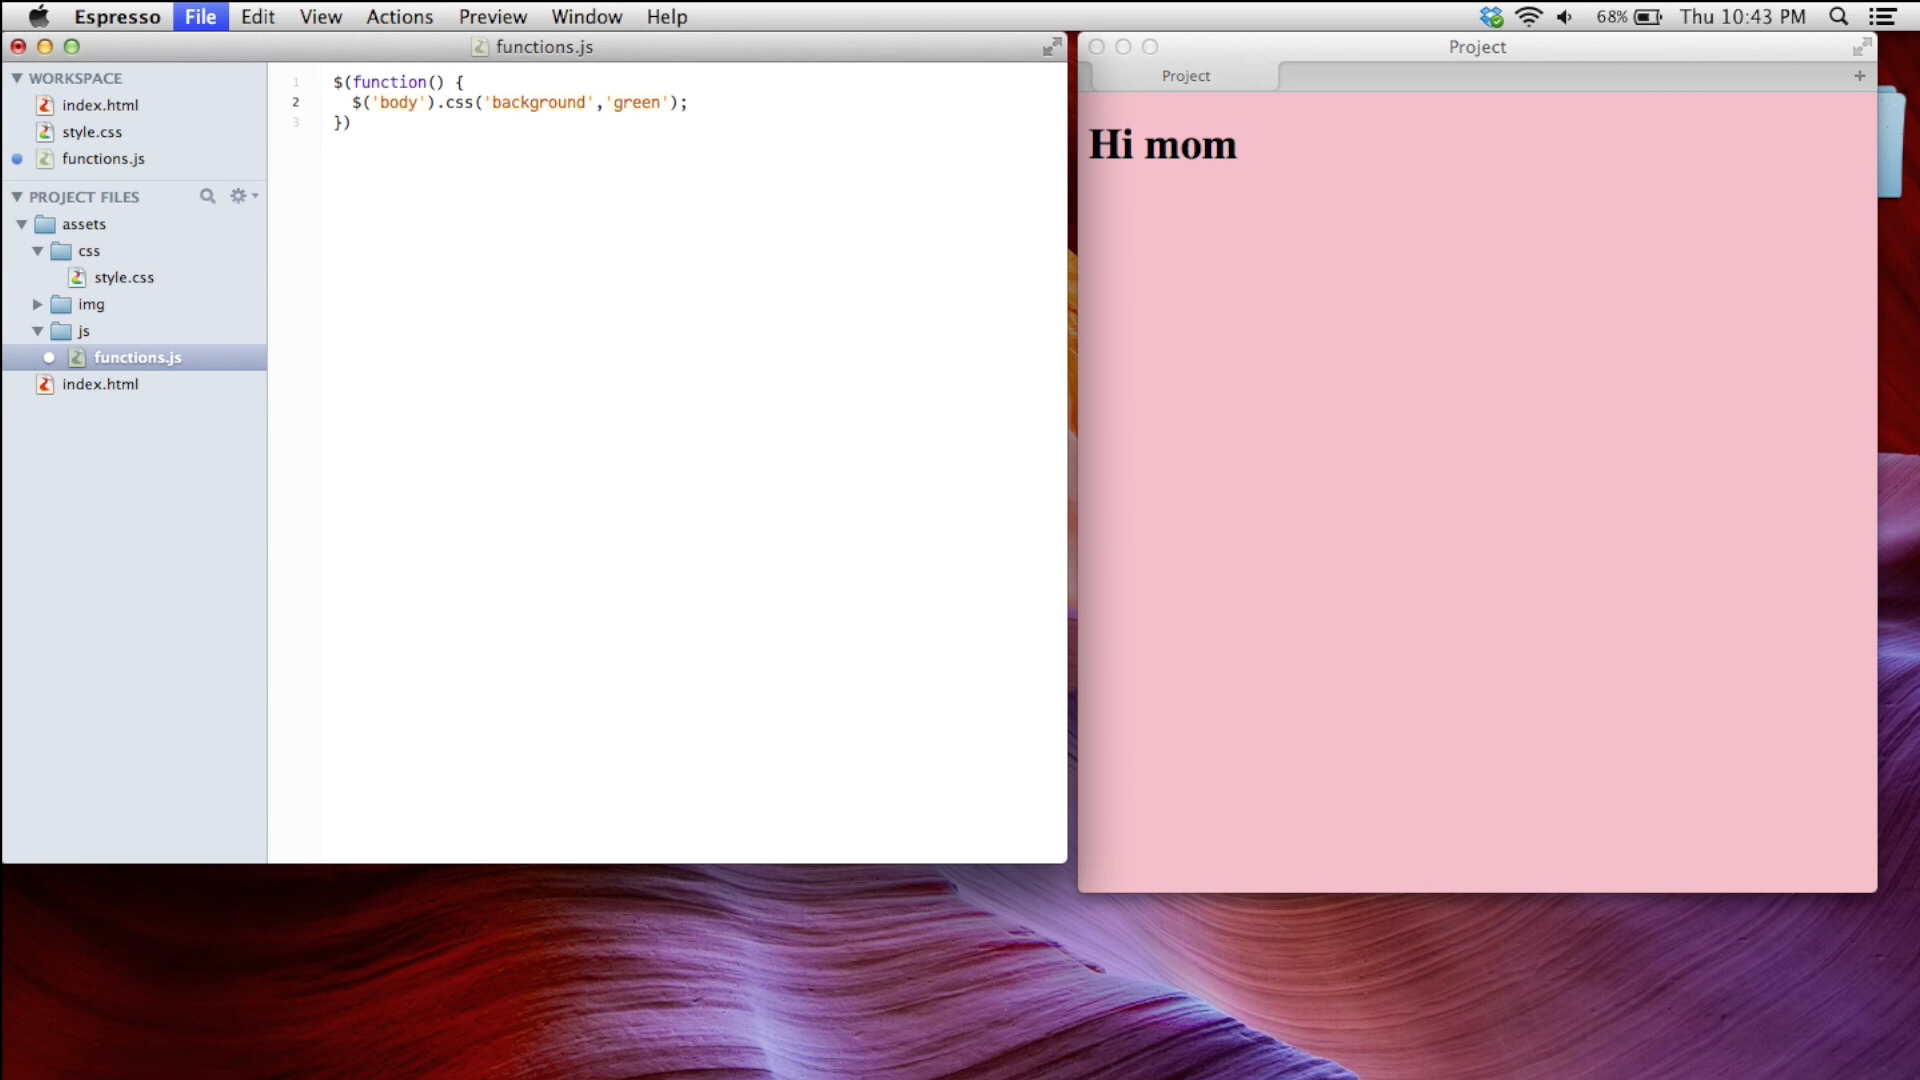 Espresso File Edit View Actions Preview Window Help 68% Thu 10:43 PM
functions.js
WORKSPACE
index.html
style.css
functions.js
PROJECT FILES
assets
css
style.css
img
js
functions.js
index.html
1 $(function() {
2 $('body').css('background','green');
3 })
Project
Project +
Hi mom